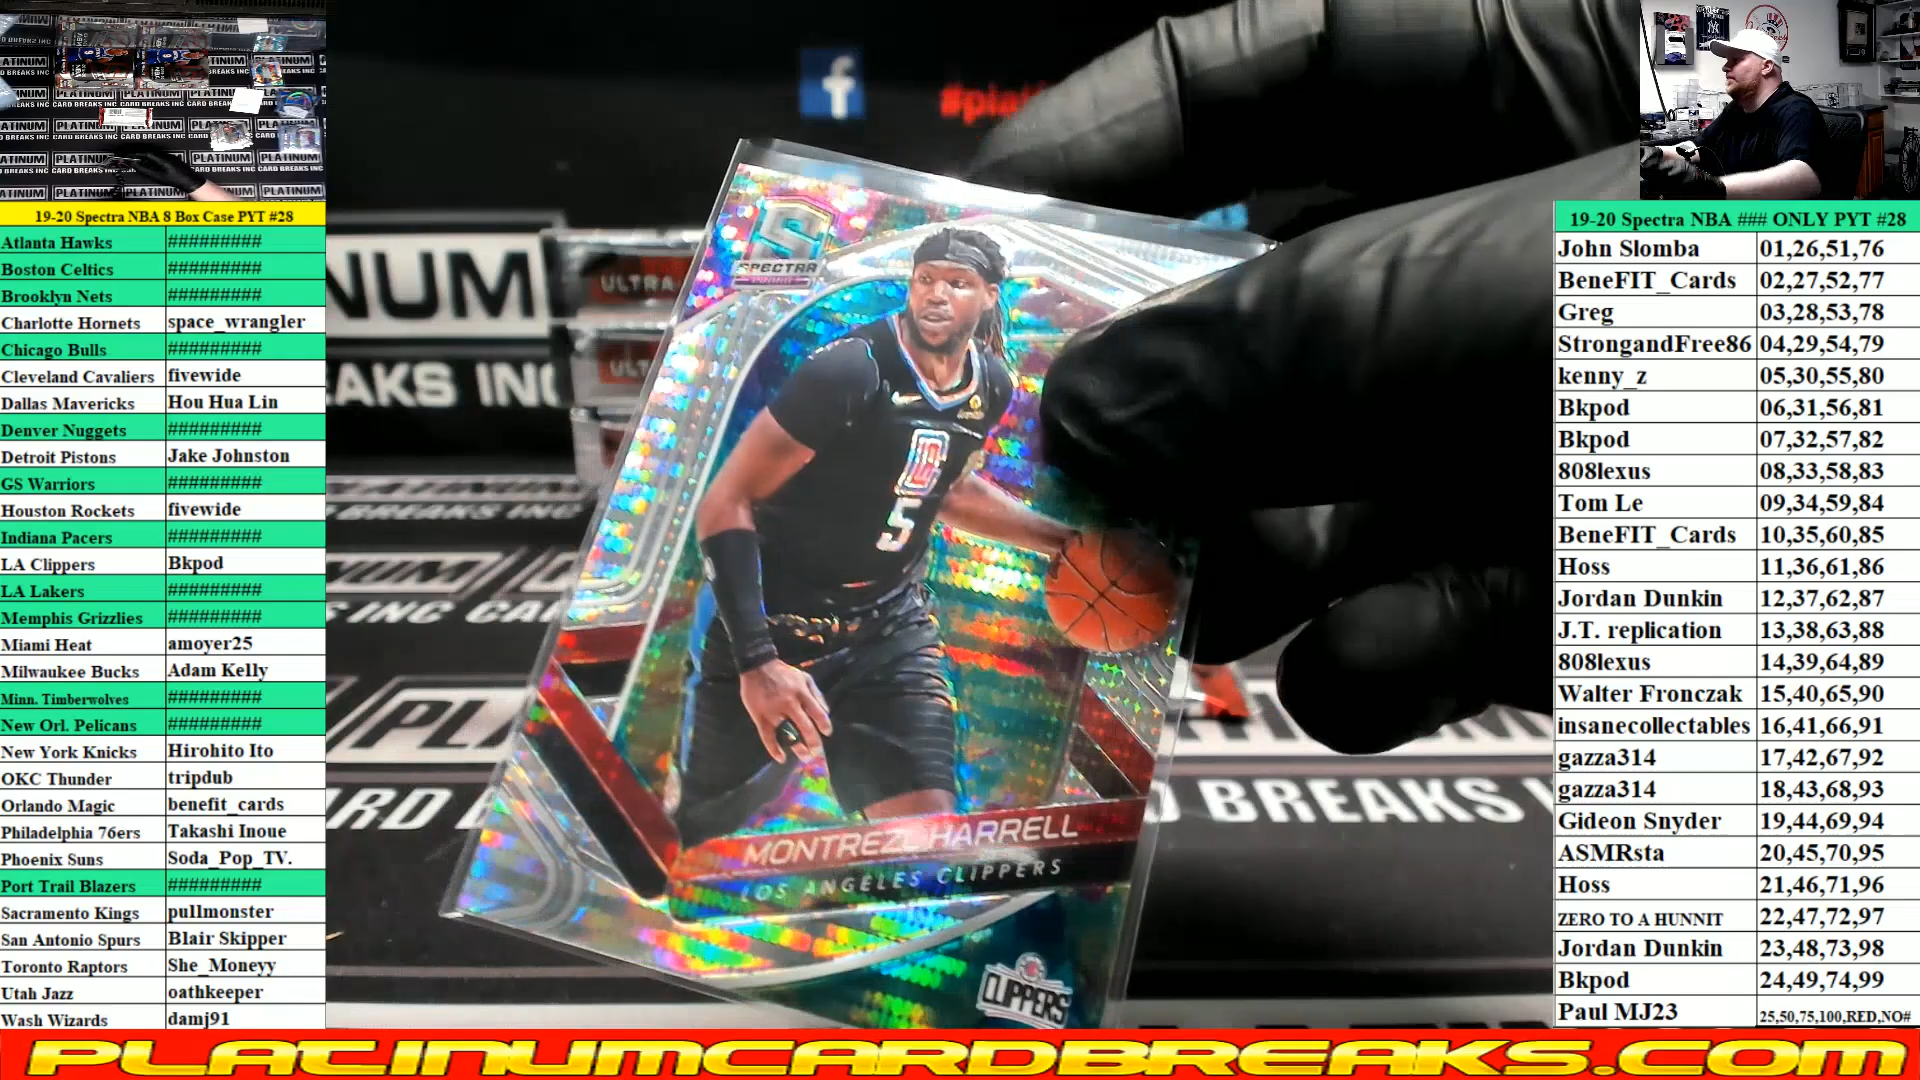 19-20 Spectra NBA 8 Box Case PYT #28
Atlanta Hawks #########
Boston Celtics #########
Brooklyn Nets #########
Charlotte Hornets space_wrangler
Chicago Bulls #########
Cleveland Cavaliers fivewide
Dallas Mavericks Hou Hua Lin
Denver Nuggets #########
Detroit Pistons Jake Johnston
GS Warriors #########
Houston Rockets fivewide
Indiana Pacers #########
LA Clippers Bkpod
LA Lakers #########
Memphis Grizzlies #########
Miami Heat amoyer25
Milwaukee Bucks Adam Kelly
Minn. Timberwolves #########
New Orl. Pelicans #########
New York Knicks Hirohito Ito
OKC Thunder tripdub
Orlando Magic benefit_cards
Philadelphia 76ers Takashi Inoue
Phoenix Suns Soda_Pop_TV.
Port Trail Blazers #########
Sacramento Kings pullmonster
San Antonio Spurs Blair Skipper
Toronto Raptors She_Moneyy
Utah Jazz oathkeeper
Wash Wizards damj91
SPECTRA
5
MONTREZL HARRELL
LOS ANGELES CLIPPERS
CLIPPERS
ULTRA
BREAKS
19-20 Spectra NBA ### ONLY PYT #28
John Slomba 01,26,51,76
BeneFIT_Cards 02,27,52,77
Greg 03,28,53,78
StrongandFree86 04,29,54,79
kenny_z 05,30,55,80
Bkpod 06,31,56,81
Bkpod 07,32,57,82
808lexus 08,33,58,83
Tom Le 09,34,59,84
BeneFIT_Cards 10,35,60,85
Hoss 11,36,61,86
Jordan Dunkin 12,37,62,87
J.T. replication 13,38,63,88
808lexus 14,39,64,89
Walter Fronczak 15,40,65,90
insanecollectables 16,41,66,91
gazza314 17,42,67,92
gazza314 18,43,68,93
Gideon Snyder 19,44,69,94
ASMRsta 20,45,70,95
Hoss 21,46,71,96
ZERO TO A HUNNIT 22,47,72,97
Jordan Dunkin 23,48,73,98
Bkpod 24,49,74,99
Paul MJ23 25,50,75,100,RED,NO#
PLATINUMCARDBREAKS.COM